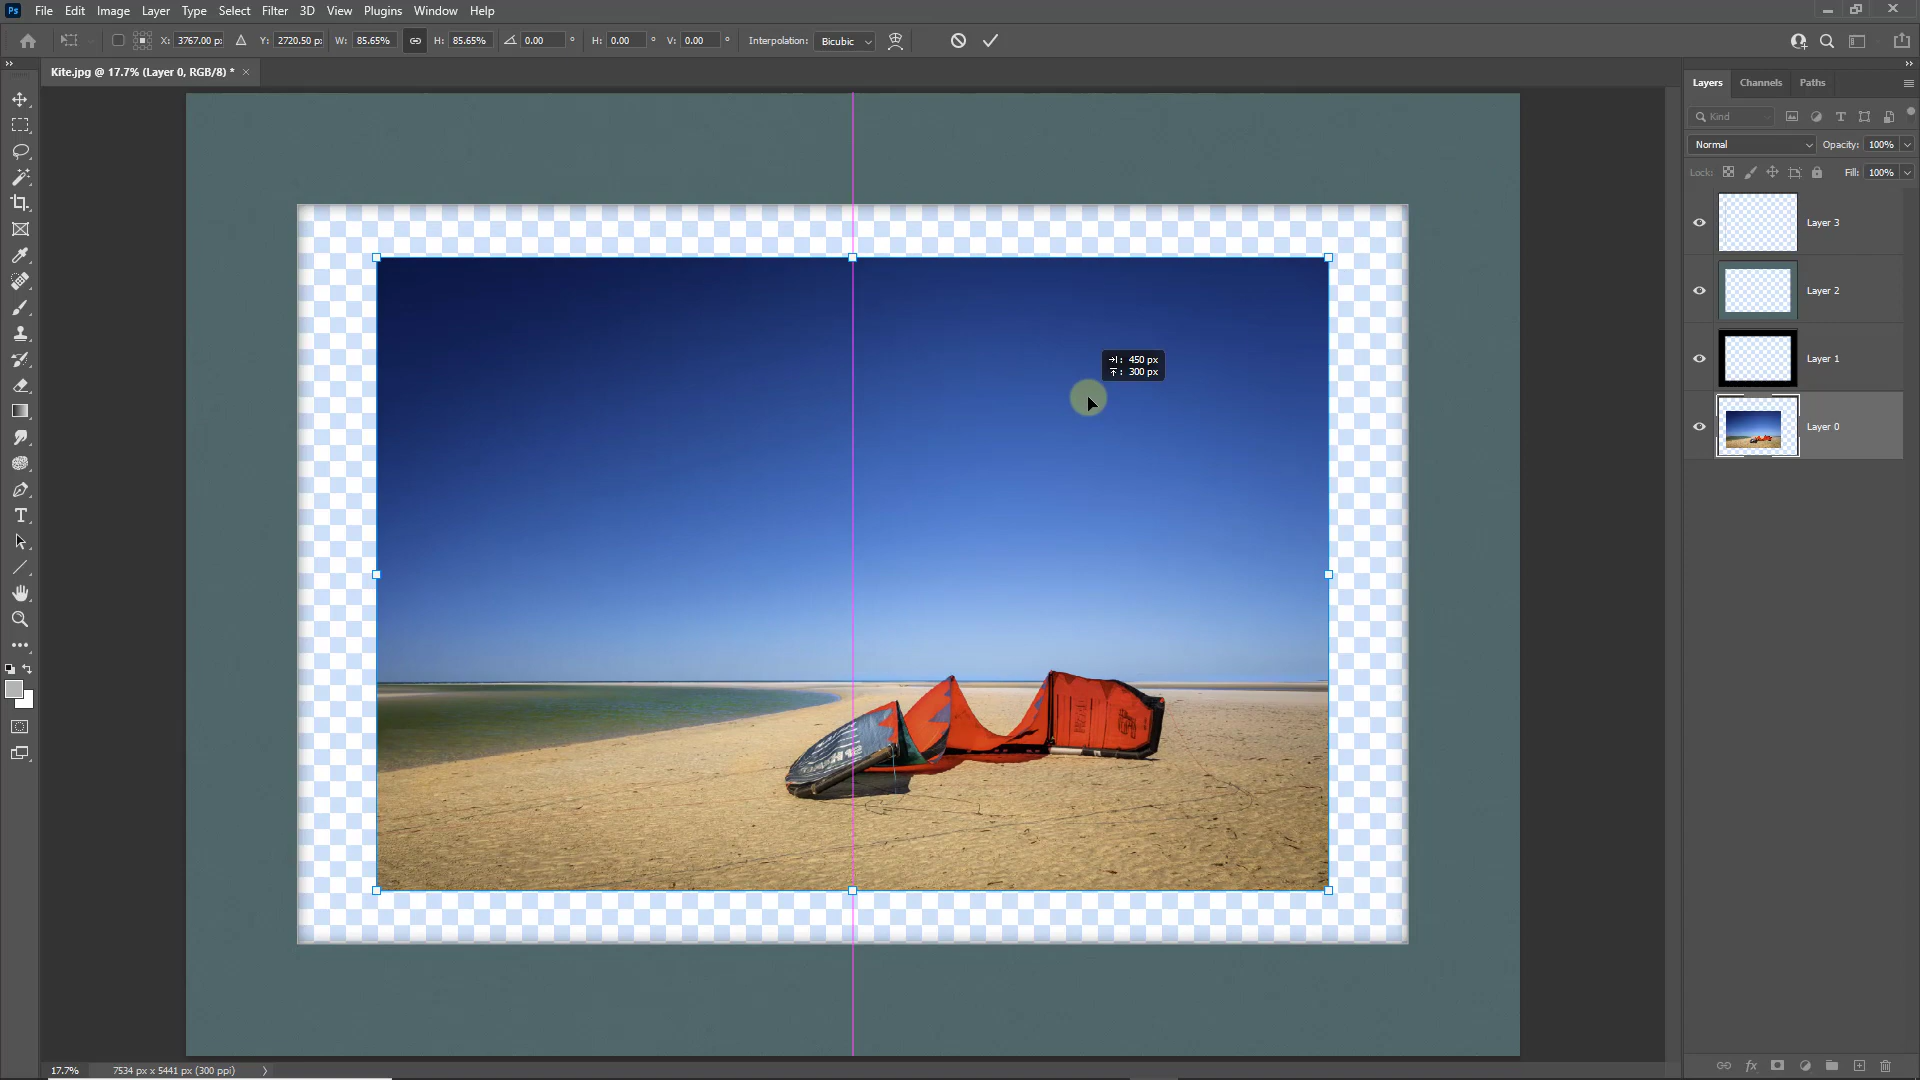 Ps File Edit Image Layer Type Select Filter 3D View Plugins Window Help
X: 3767.00 px Y: 2720.50 px W: 85.65% H: 85.65% 0.00 ° H: 0.00 ° V: 0.00 ° Interpolation: Bicubic
Kite.jpg @ 17.7% (Layer 0, RGB/8) * ×
Layers Channels Paths
Kind
Normal Opacity: 100%
Lock: Fill: 100%
Layer 3
Layer 2
Layer 1
Layer 0
: 450 px
: 300 px
17.7% 7534 px x 5441 px (300 ppi)